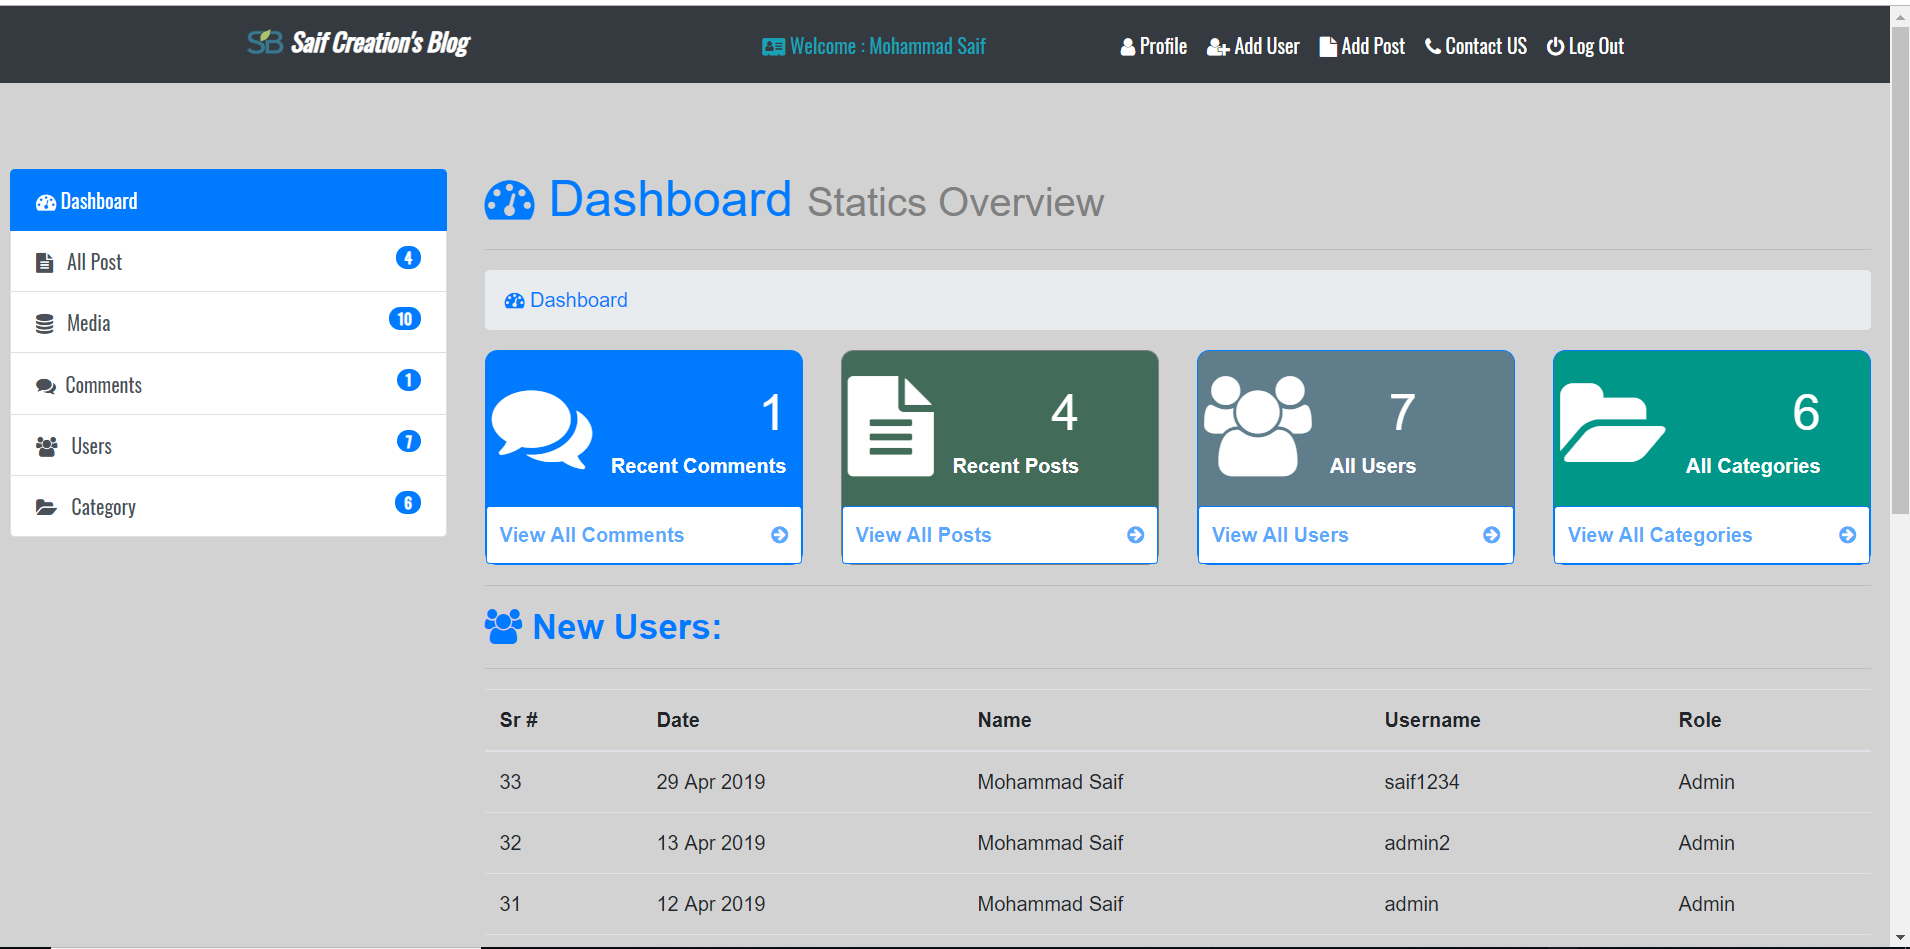 SB Saif Creation's Blog
Welcome : Mohammad Saif
Profile Add User Add Post Contact US Log Out
Dashboard
All Post 4
Media 10
Comments 1
Users 7
Category 6
Dashboard Statics Overview
Dashboard
1
Recent Comments
View All Comments
4
Recent Posts
View All Posts
7
All Users
View All Users
6
All Categories
View All Categories
New Users:
Sr # Date Name Username Role
33 29 Apr 2019 Mohammad Saif saif1234 Admin
32 13 Apr 2019 Mohammad Saif admin2 Admin
31 12 Apr 2019 Mohammad Saif admin Admin